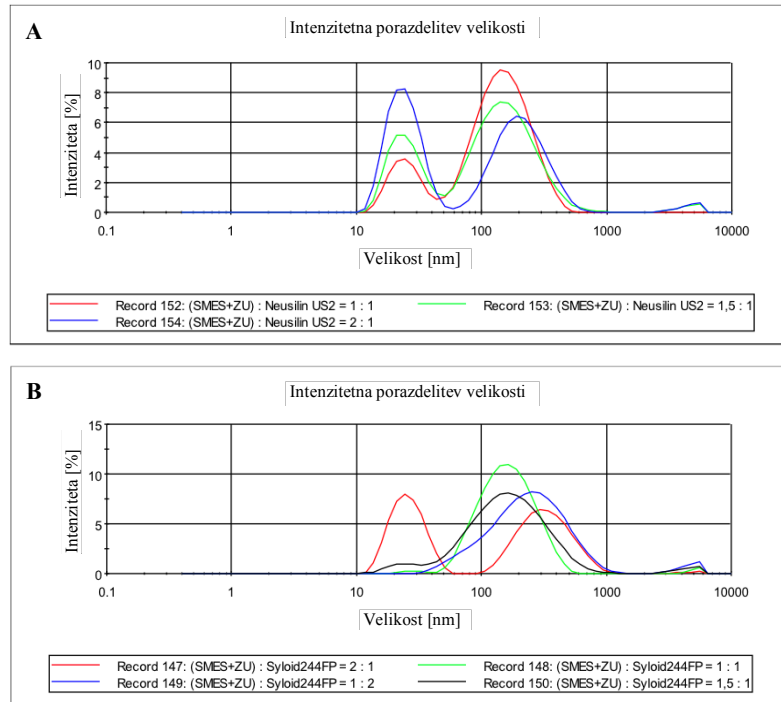 A
Intenzitetna porazdelitev velikosti
Intenziteta [%]
10
8
6
4
2
0
0.1
1
10
100
1000
10000
Velikost [nm]
Record 152: (SMES+ZU) : Neusilin US2 = 1 : 1
Record 153: (SMES+ZU) : Neusilin US2 = 1,5 : 1
Record 154: (SMES+ZU) : Neusilin US2 = 2 : 1
B
Intenzitetna porazdelitev velikosti
Intenziteta [%]
15
10
5
0
0.1
1
10
100
1000
10000
Velikost [nm]
Record 147: (SMES+ZU) : Syloid244FP = 2 : 1
Record 148: (SMES+ZU) : Syloid244FP = 1 : 1
Record 149: (SMES+ZU) : Syloid244FP = 1 : 2
Record 150: (SMES+ZU) : Syloid244FP = 1,5 : 1